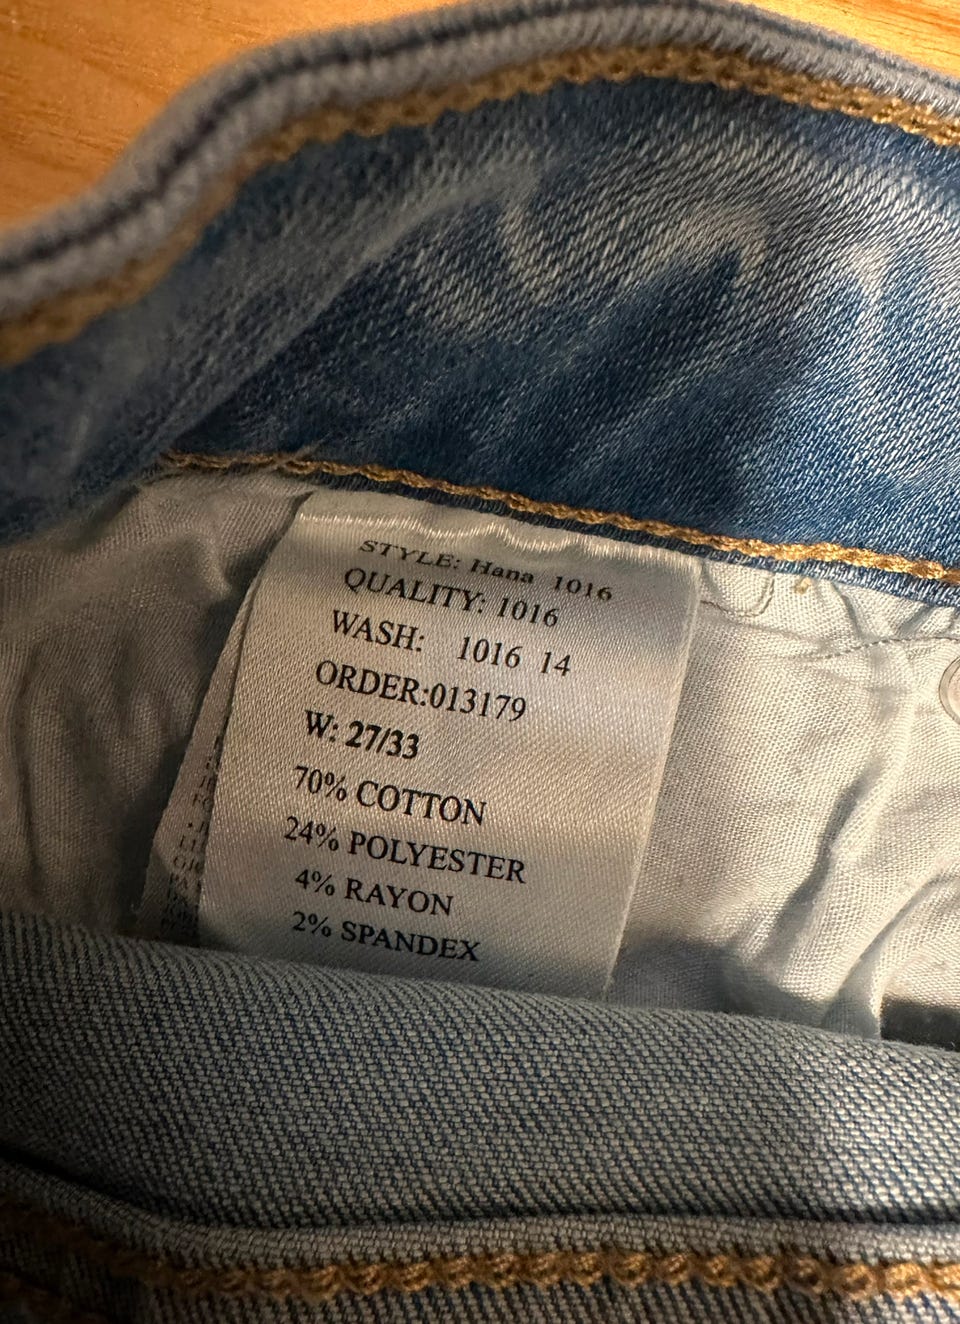 STYLE: Hana 1016
QUALITY: 1016
WASH: 1016 14
ORDER:013179
W: 27/33
70% COTTON
24% POLYESTER
4% RAYON
2% SPANDEX